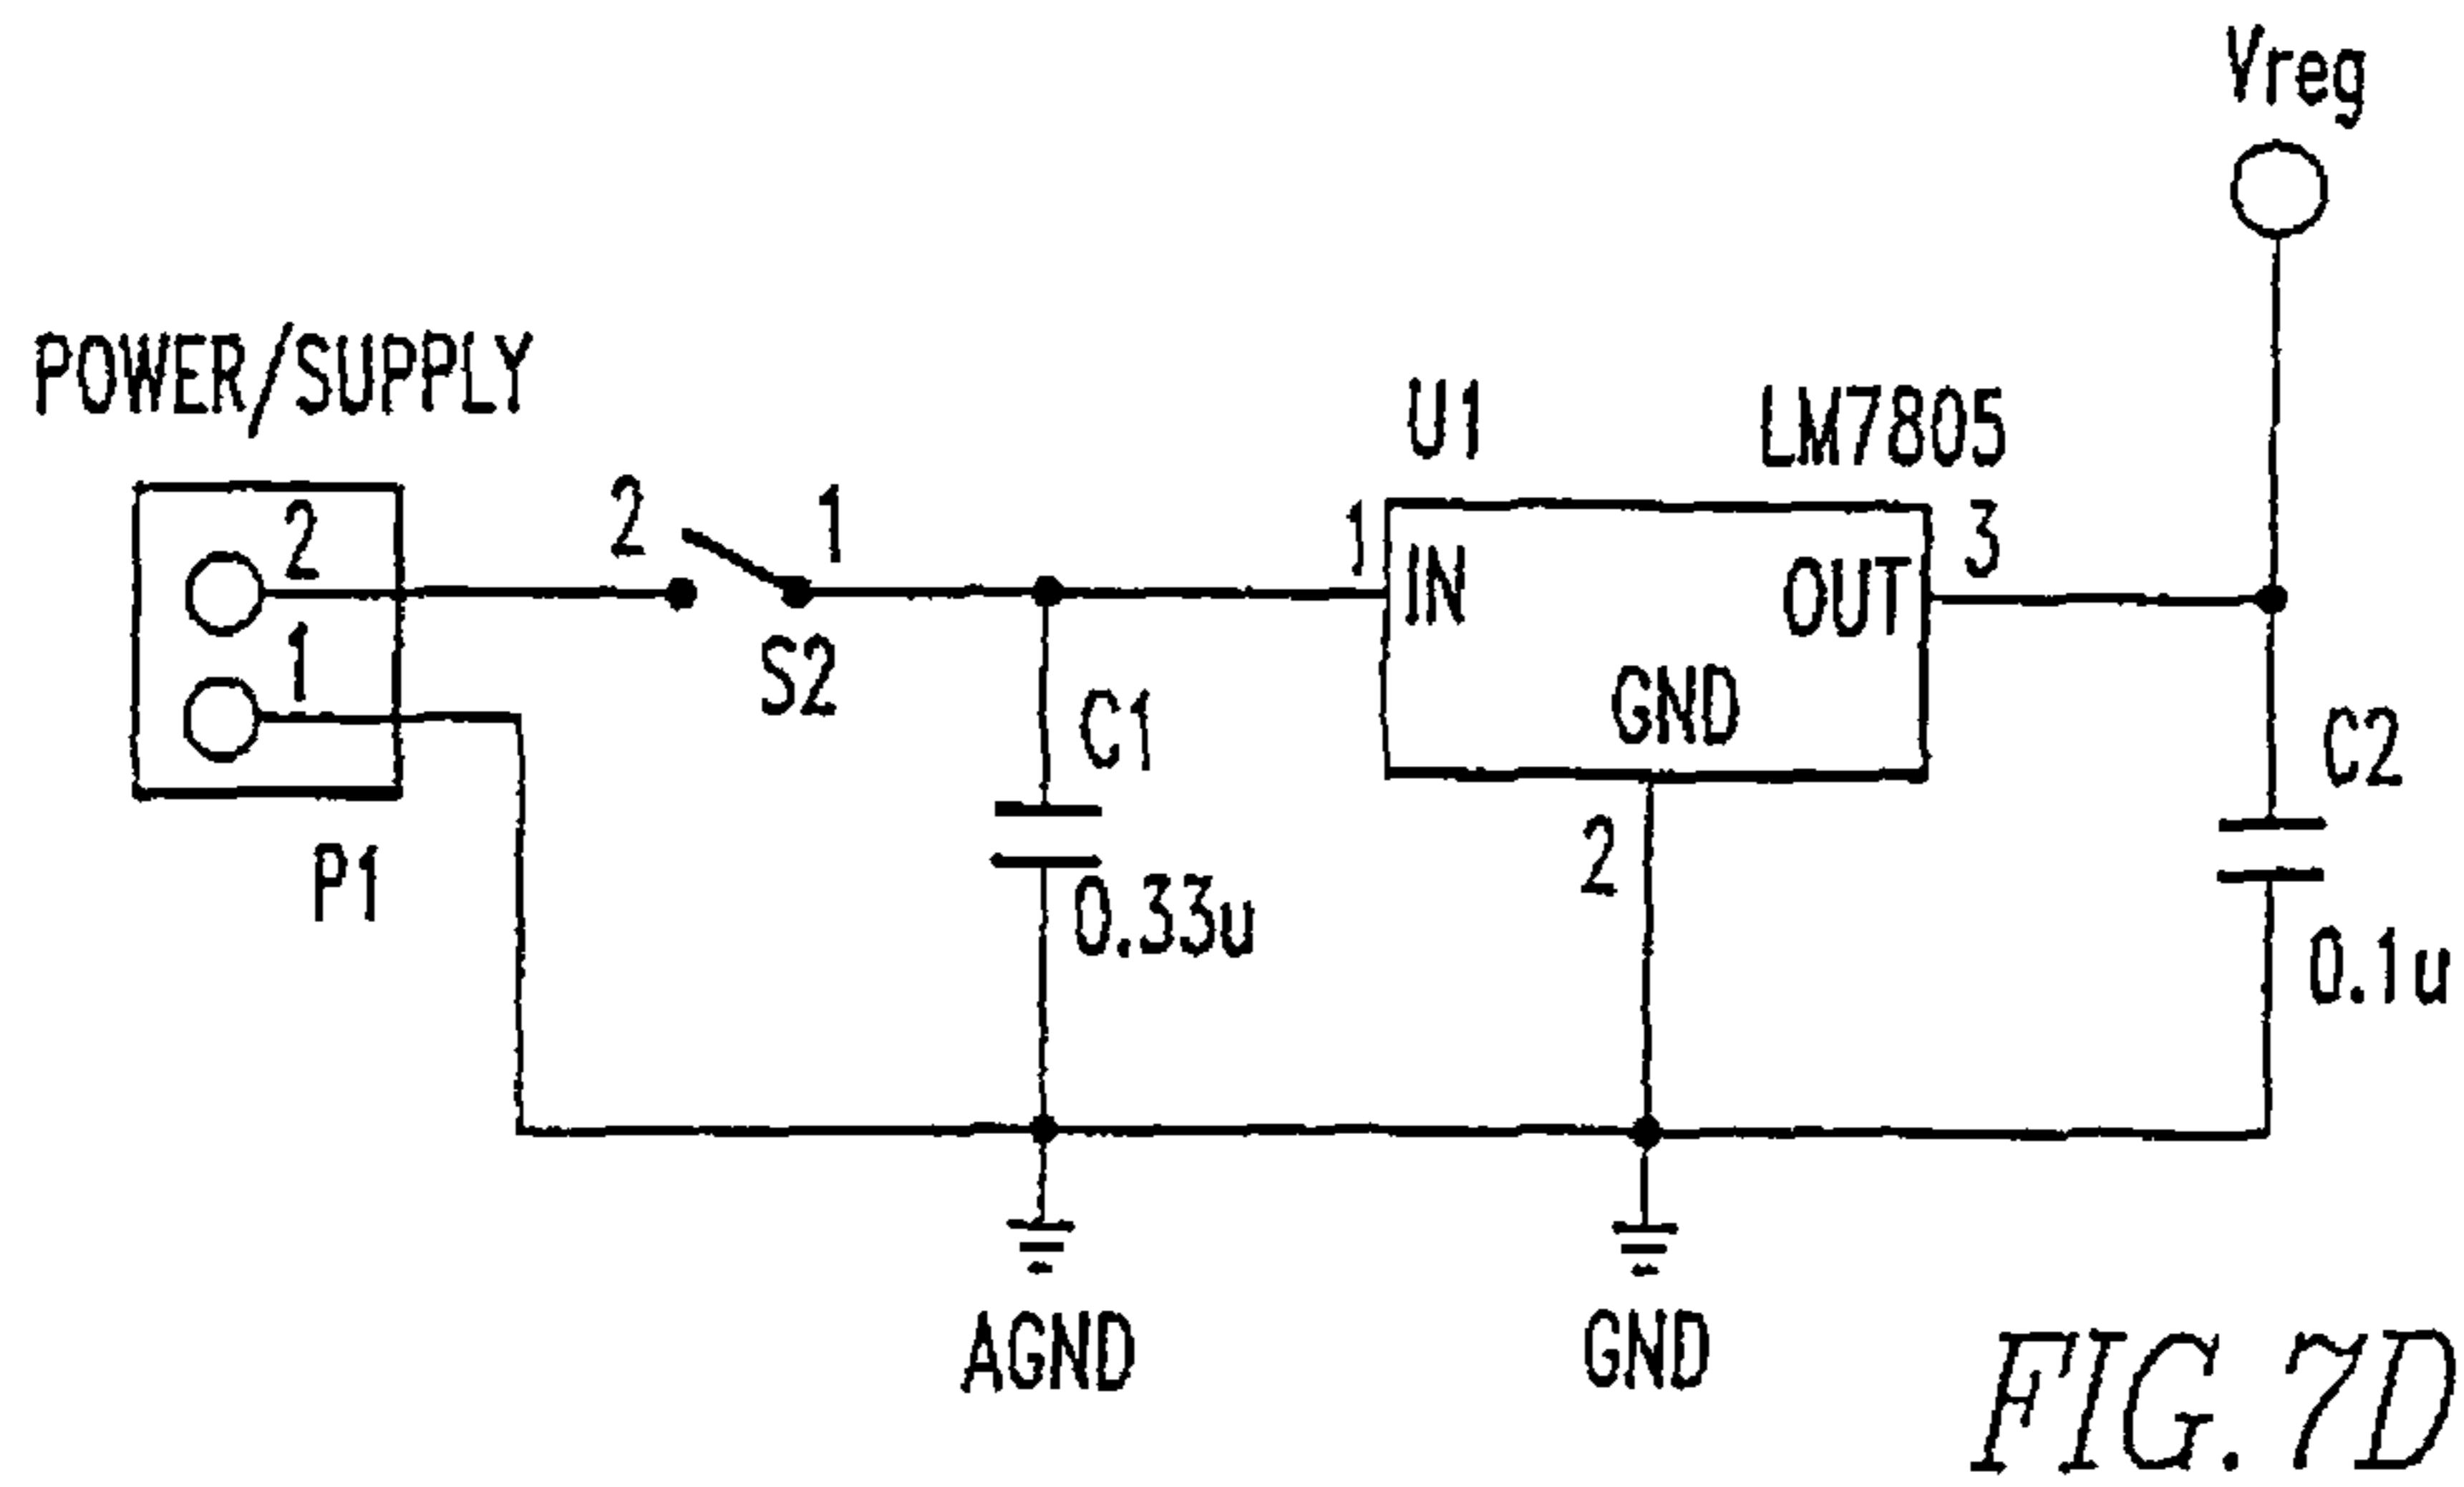 Vreg
POWER/SUPPLY
U1
LM7805
2
2
1
1
IN
OUT
3
1
S2
GND
C1
C2
P1
2
0.33u
0.1u
AGND
GND
FIG. 7D